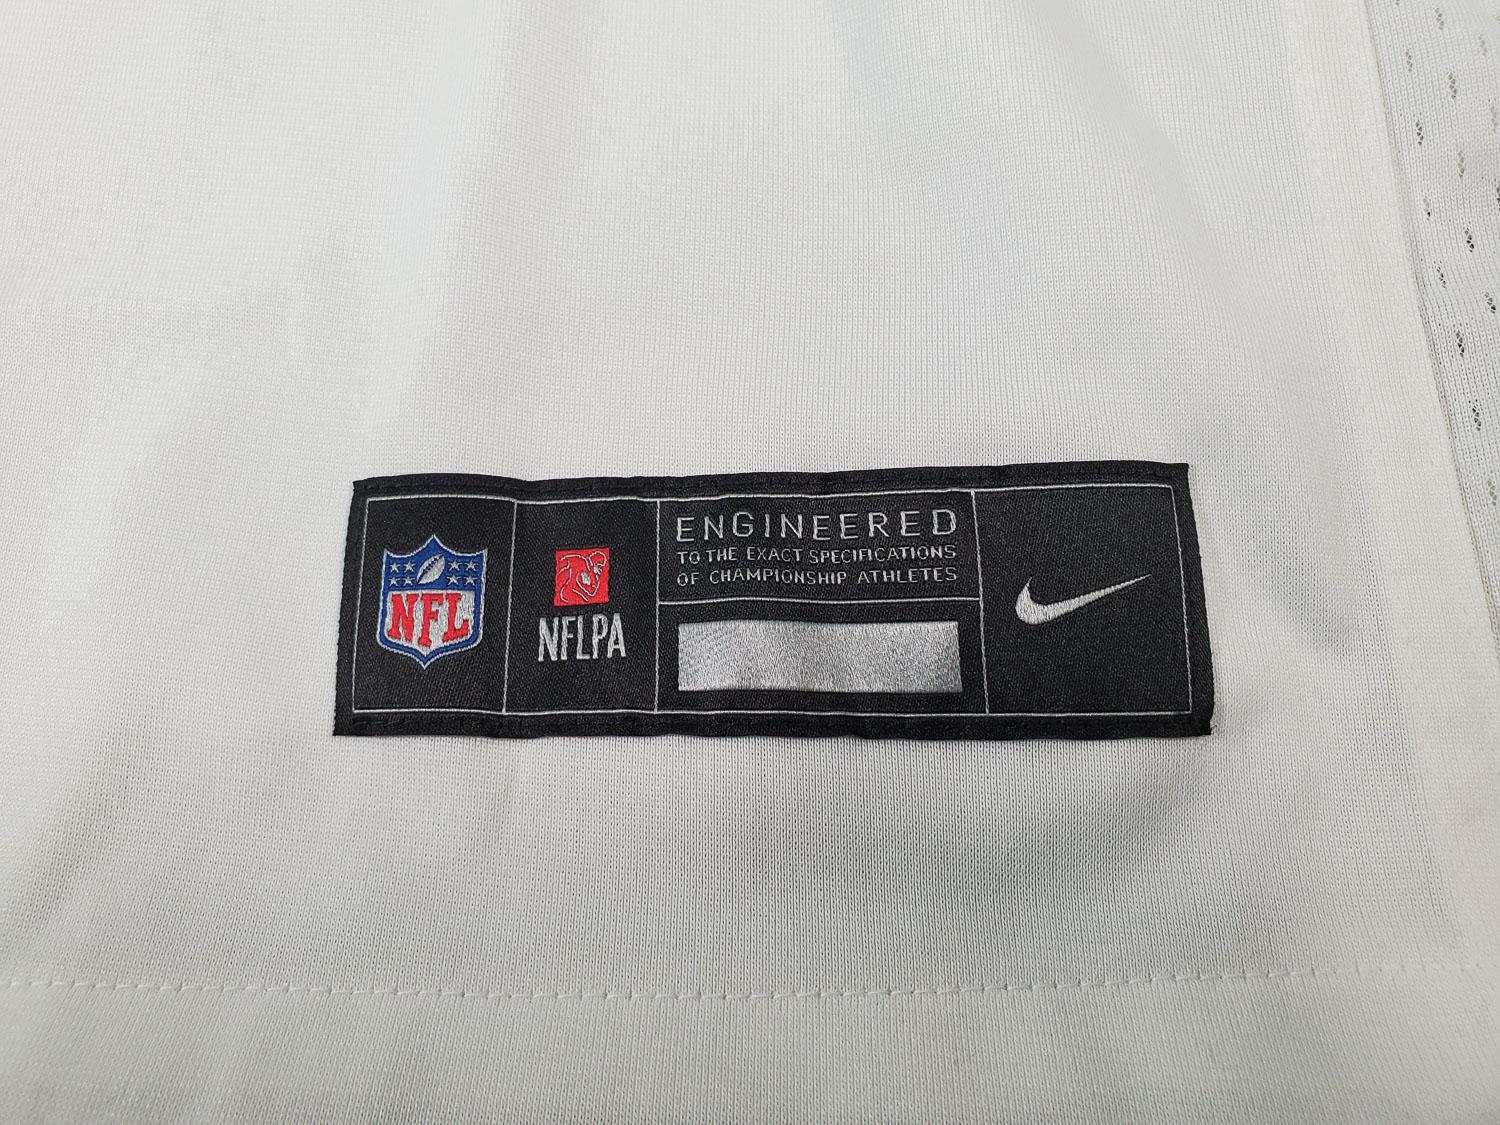 NFL
NFLPA
ENGINEERED
TO THE EXACT SPECIFICATIONS
OF CHAMPIONSHIP ATHLETES